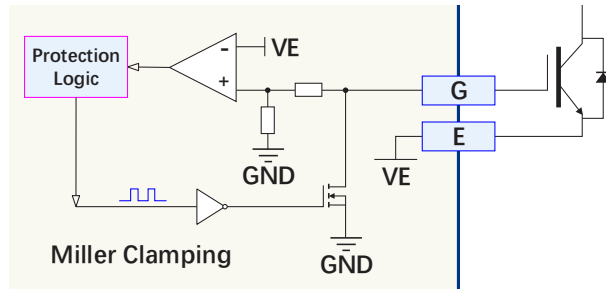 Protection
Logic
-
VE
+
G
E
GND
VE
GND
Miller Clamping